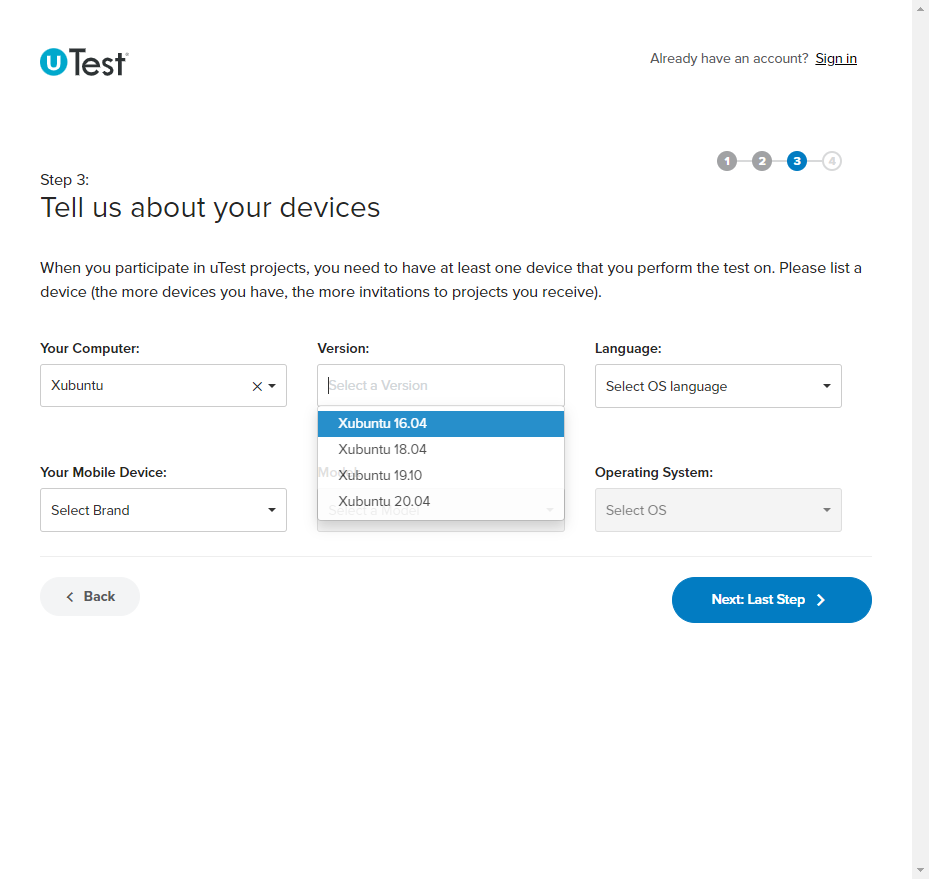 uTest
Already have an account? Sign in
1 2 3 4
Step 3:
Tell us about your devices
When you participate in uTest projects, you need to have at least one device that you perform the test on. Please list a
device (the more devices you have, the more invitations to projects you receive).
Your Computer: Version: Language:
Xubuntu Select a Version Select OS language
Xubuntu 16.04
Xubuntu 18.04
Your Mobile Device: Model: Operating System:
Xubuntu 19.10
Xubuntu 20.04
Select Brand Select a Model Select OS
Back Next: Last Step